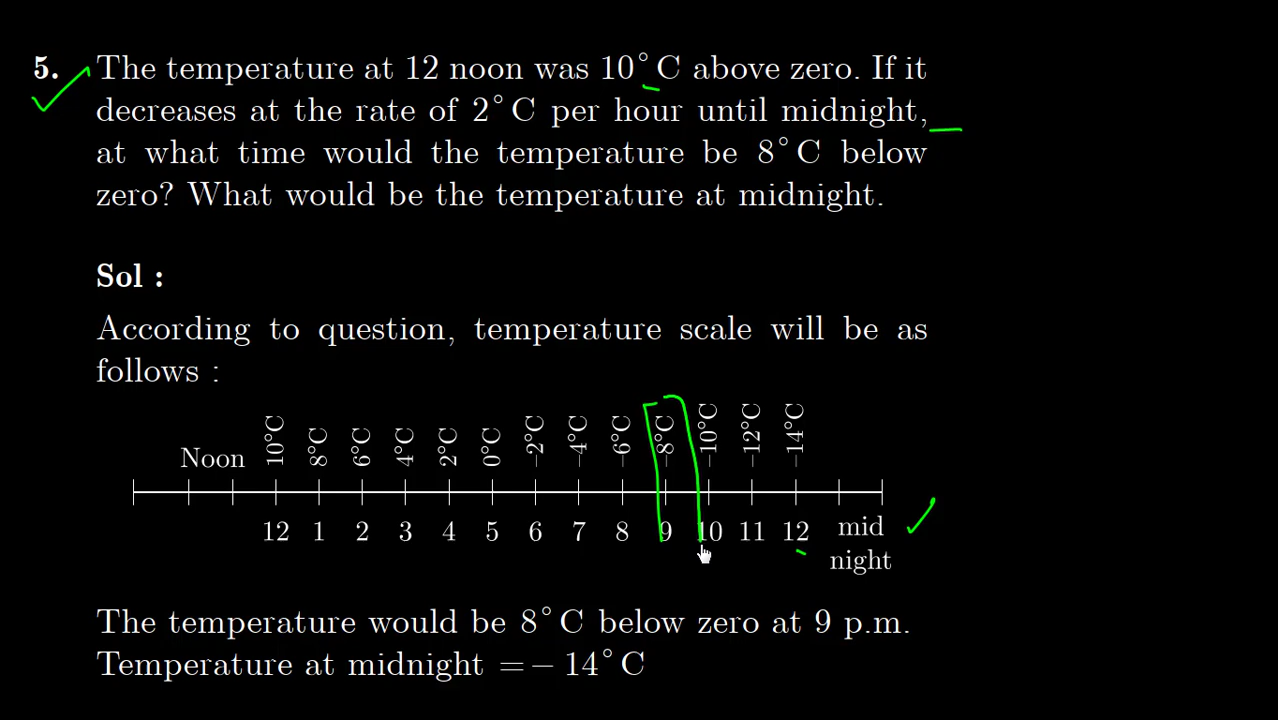 5. The temperature at 12 noon was 10°C above zero. If it
decreases at the rate of 2°C per hour until midnight,
at what time would the temperature be 8°C below
zero? What would be the temperature at midnight.
Sol :
According to question, temperature scale will be as
follows :
Noon 10°C 8°C 6°C 4°C 2°C 0°C –2°C –4°C –6°C –8°C –10°C –12°C –14°C
12 1 2 3 4 5 6 7 8 9 10 11 12 mid
night
The temperature would be 8°C below zero at 9 p.m.
Temperature at midnight =– 14°C